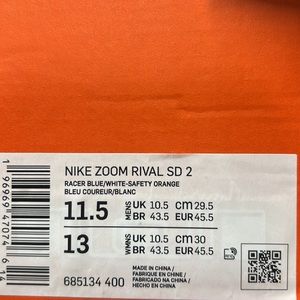 NIKE ZOOM RIVAL SD 2
RACER BLUE/WHITE-SAFETY ORANGE
BLEU COUREUR/BLANC
11.5 MENS UK 10.5 CM 29.5
BR 43.5 EUR 45.5
13 WMNS UK 10.5 CM 30
BR 43.5 EUR 45.5
685134 400
MADE IN CHINA /
FABRIQUÉ EN CHINE /
FABRICADO NA CHINA /
HECHO EN CHINA